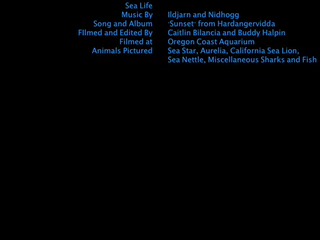 Sea Life
Music By Ildjarn and Nidhogg
Song and Album 'Sunset' from Hardangervidda
FIlmed and Edited By Caitlin Bilancia and Buddy Halpin
Filmed at Oregon Coast Aquarium
Animals Pictured Sea Star, Aurelia, California Sea Lion,
Sea Nettle, Miscellaneous Sharks and Fish